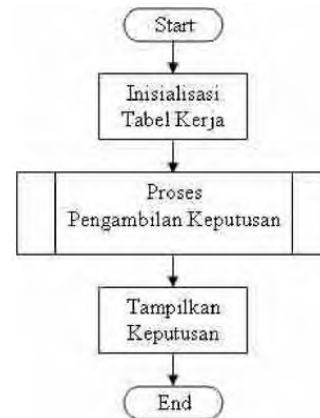 Start
Inisialisasi
Tabel Kerja
Proses
Pengambilan Keputusan
Tampilkan
Keputusan
End